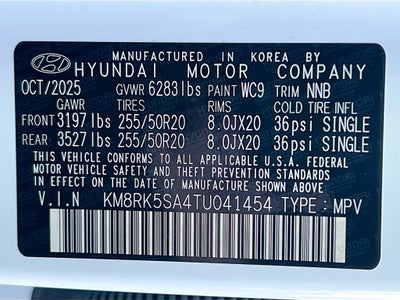 MANUFACTURED IN KOREA BY
HYUNDAI MOTOR COMPANY
OCT/2025 GVWR 6283lbs PAINT WC9 TRIM NNB
GAWR TIRES RIMS COLD TIRE INFL
FRONT 3197lbs 255/50R20 8.0JX20 36psi SINGLE
REAR 3527lbs 255/50R20 8.0JX20 36psi SINGLE
THIS VEHICLE CONFORMS TO ALL APPLICABLE U.S.A FEDERAL
MOTOR VEHICLE SAFETY STANDARDS IN EFFECT ON THE
DATE OF MANUFACTURE SHOWN ABOVE
V.I.N KM8RK5SA4TU041454 TYPE: MPV